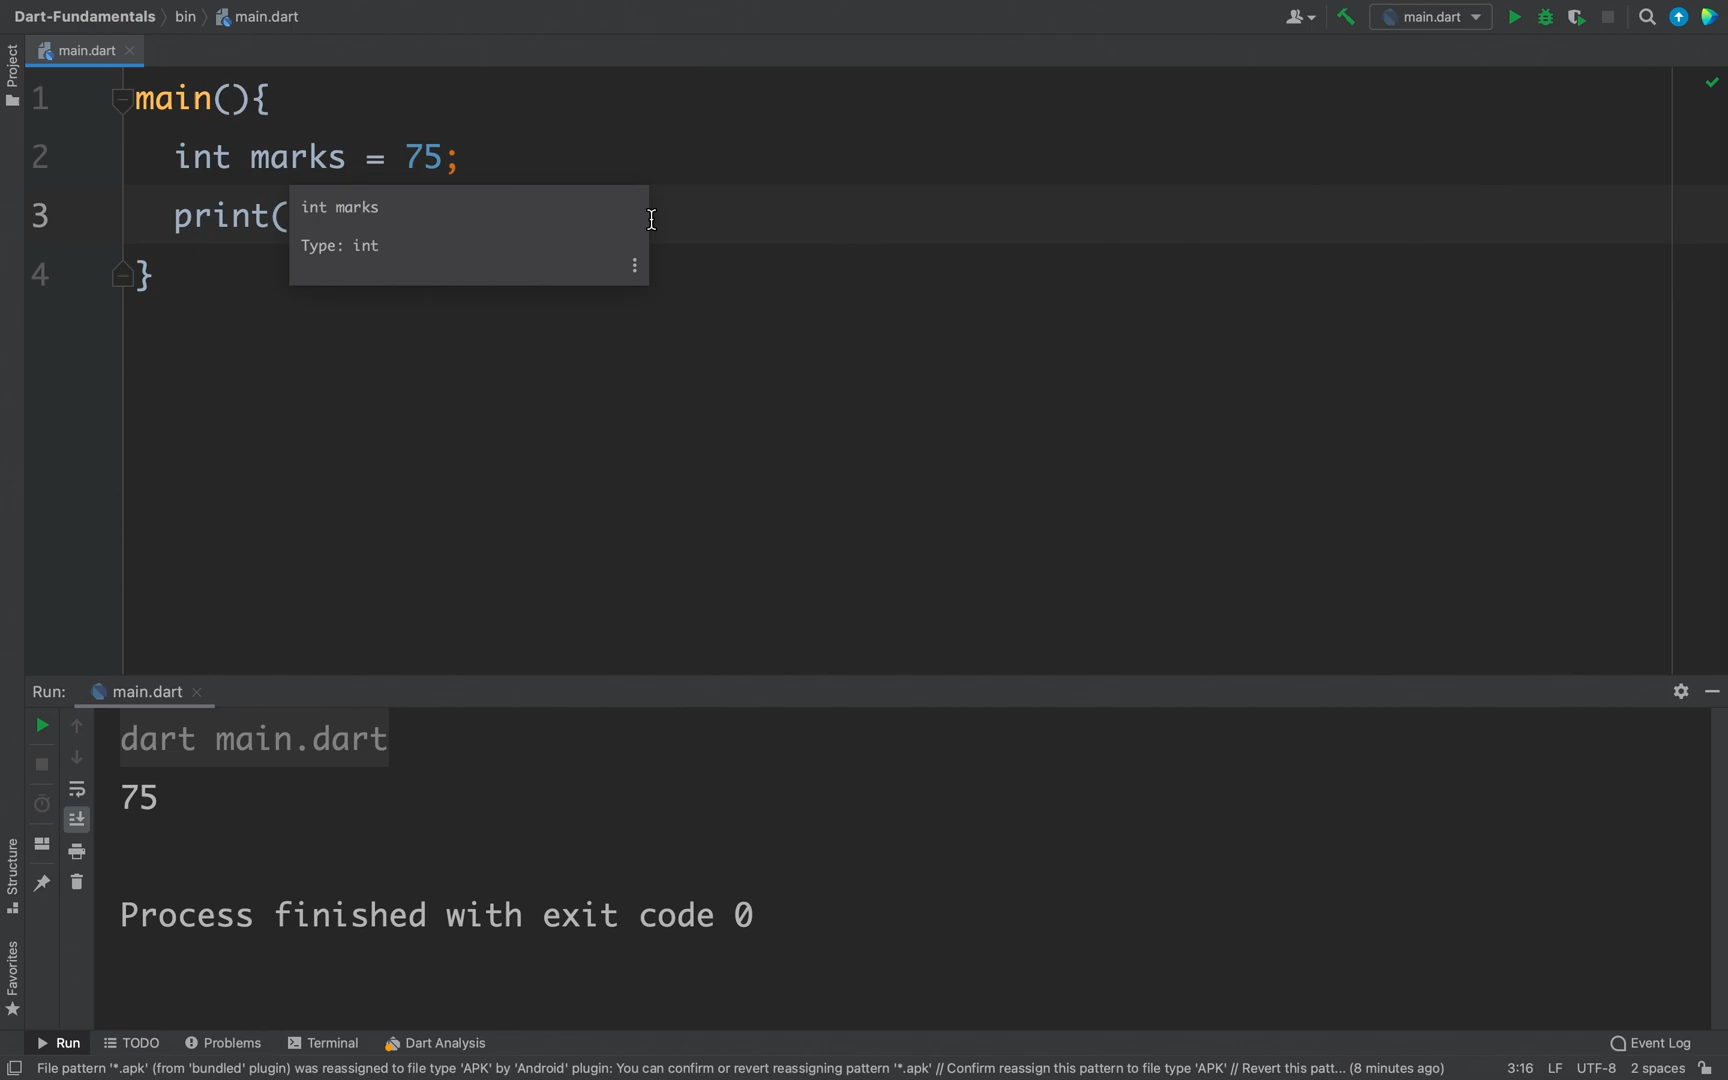 Dart-Fundamentals bin main.dart
main.dart
Project
main.dart
1 main(){
2 int marks = 75;
3 print(
4 }
int marks
Type: int
Run: main.dart
dart main.dart
75
Process finished with exit code 0
Structure
Favorites
Run TODO Problems Terminal Dart Analysis Event Log
File pattern '*.apk' (from 'bundled' plugin) was reassigned to file type 'APK' by 'Android' plugin: You can confirm or revert reassigning pattern '*.apk' // Confirm reassign this pattern to file type 'APK' // Revert this patt... (8 minutes ago) 3:16 LF UTF-8 2 spaces